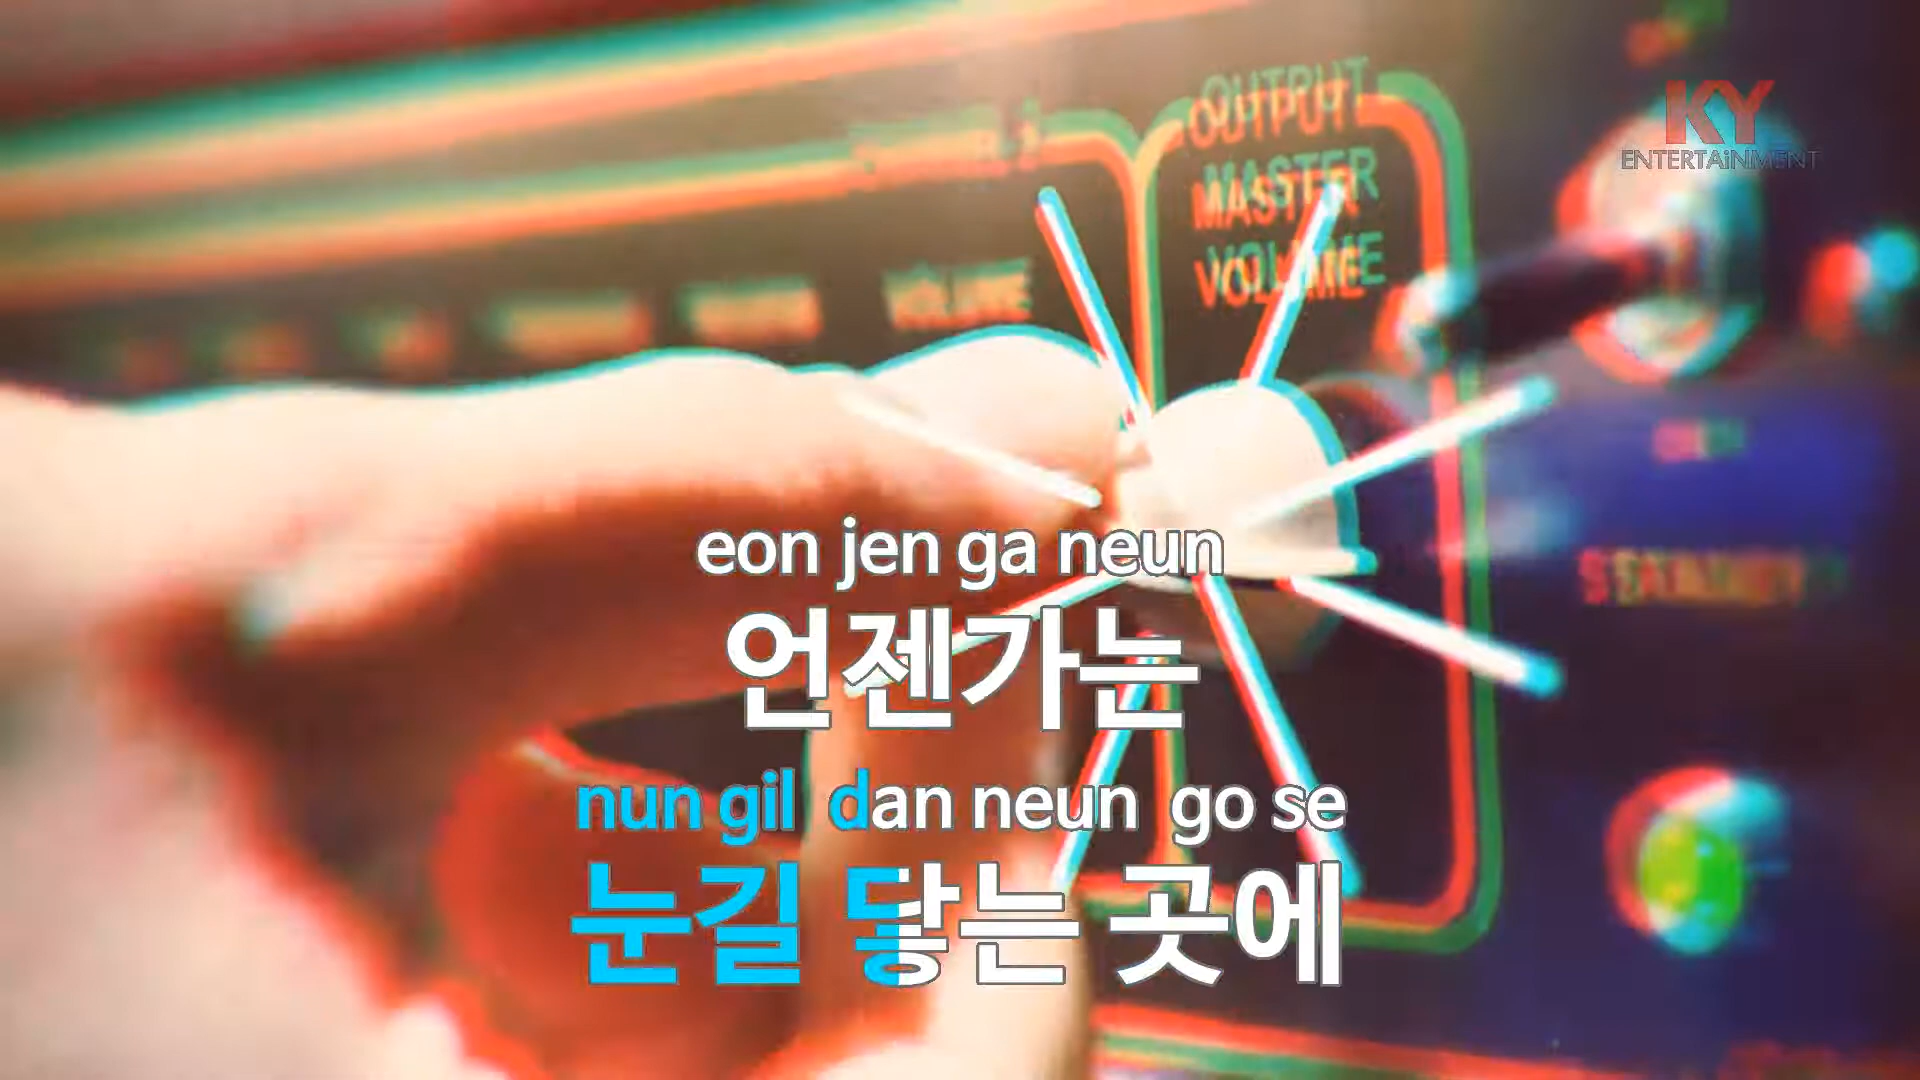 KY
ENTERTAiNMENT
OUTPUT
MASTER
VOLUME
VOLUME
STANDBY
eon jen ga neun
언젠가는
nun gil dan neun go se
눈길 닿는 곳에